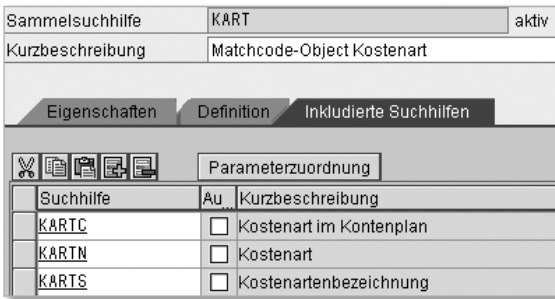 Sammelsuchhilfe KART aktiv
Kurzbeschreibung Matchcode-Object Kostenart
Eigenschaften Definition Inkludierte Suchhilfen
Parameterzuordnung
Suchhilfe Au... Kurzbeschreibung
KARTC Kostenart im Kontenplan
KARTN Kostenart
KARTS Kostenartenbezeichnung